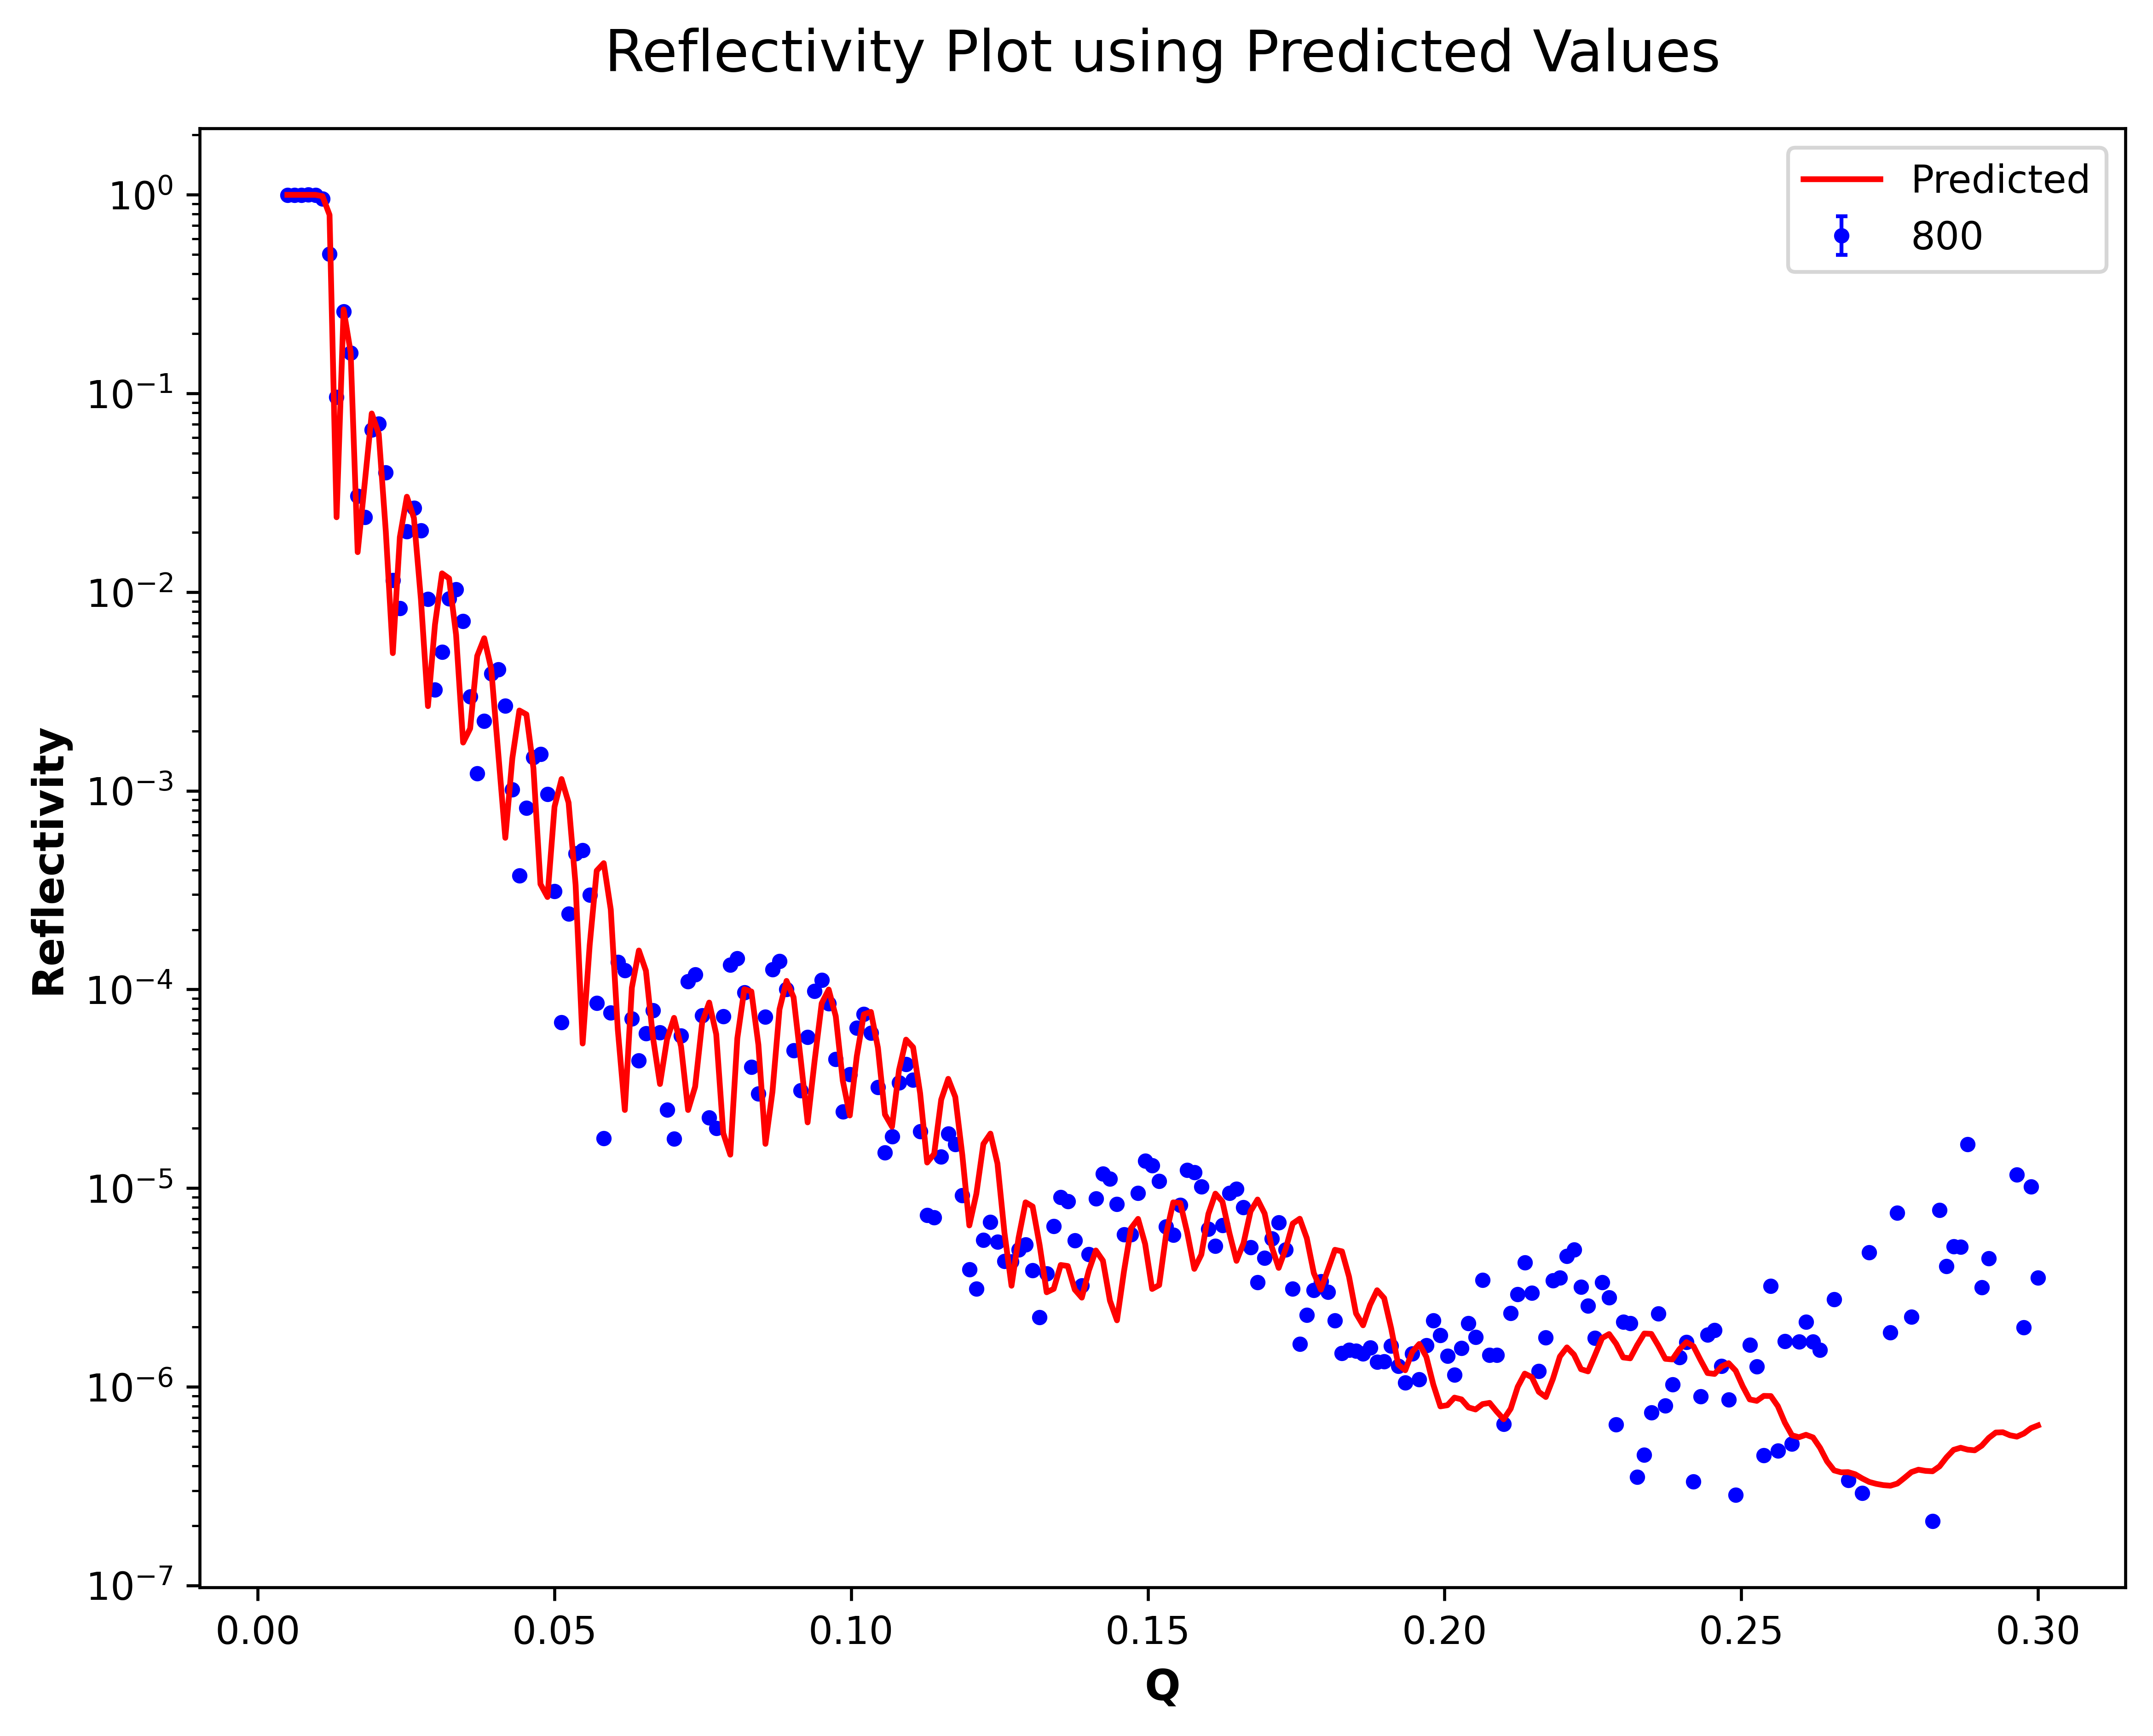 Reflectivity Plot using Predicted Values
Predicted
800
10^0
10^-1
10^-2
10^-3
10^-4
10^-5
10^-6
10^-7
Reflectivity
0.00 0.05 0.10 0.15 0.20 0.25 0.30
Q